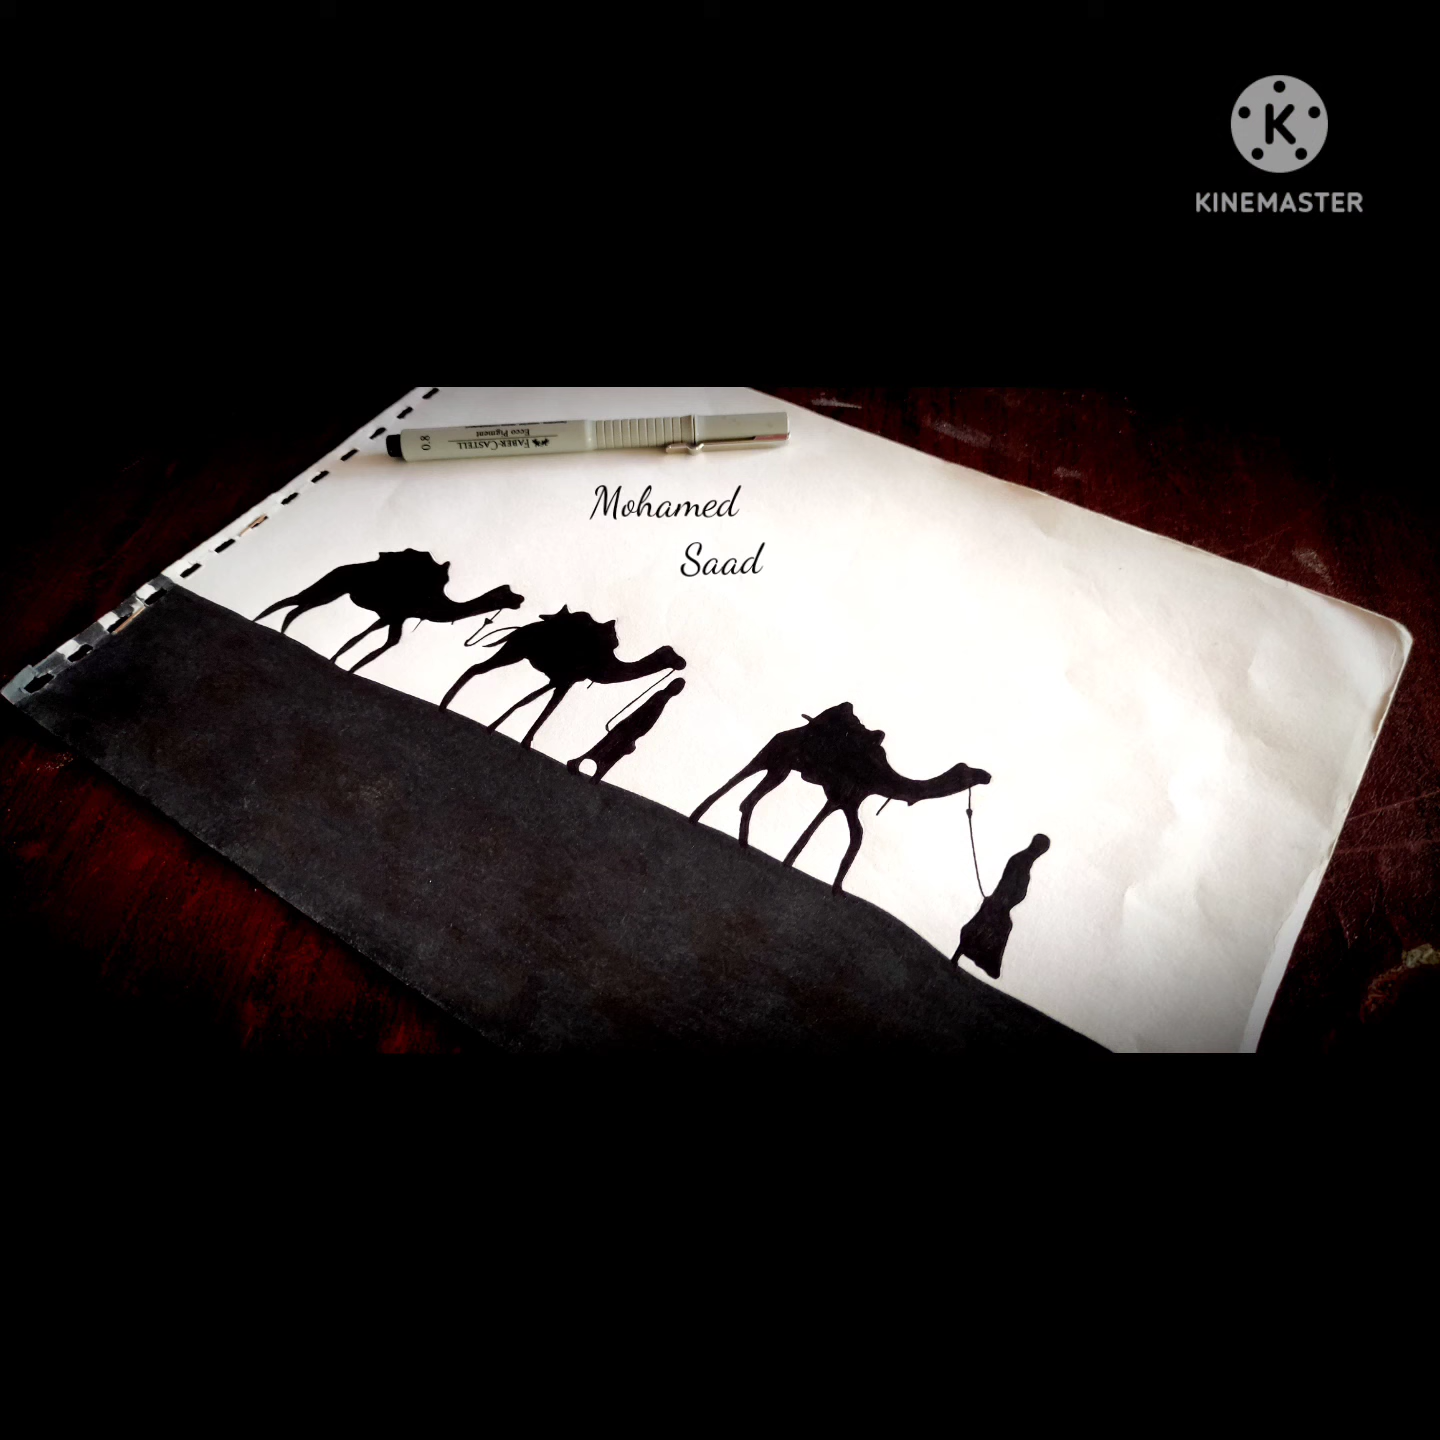 K
KINEMASTER
FABER-CASTELL
Ecco Pigment
0.8
Mohamed
Saad